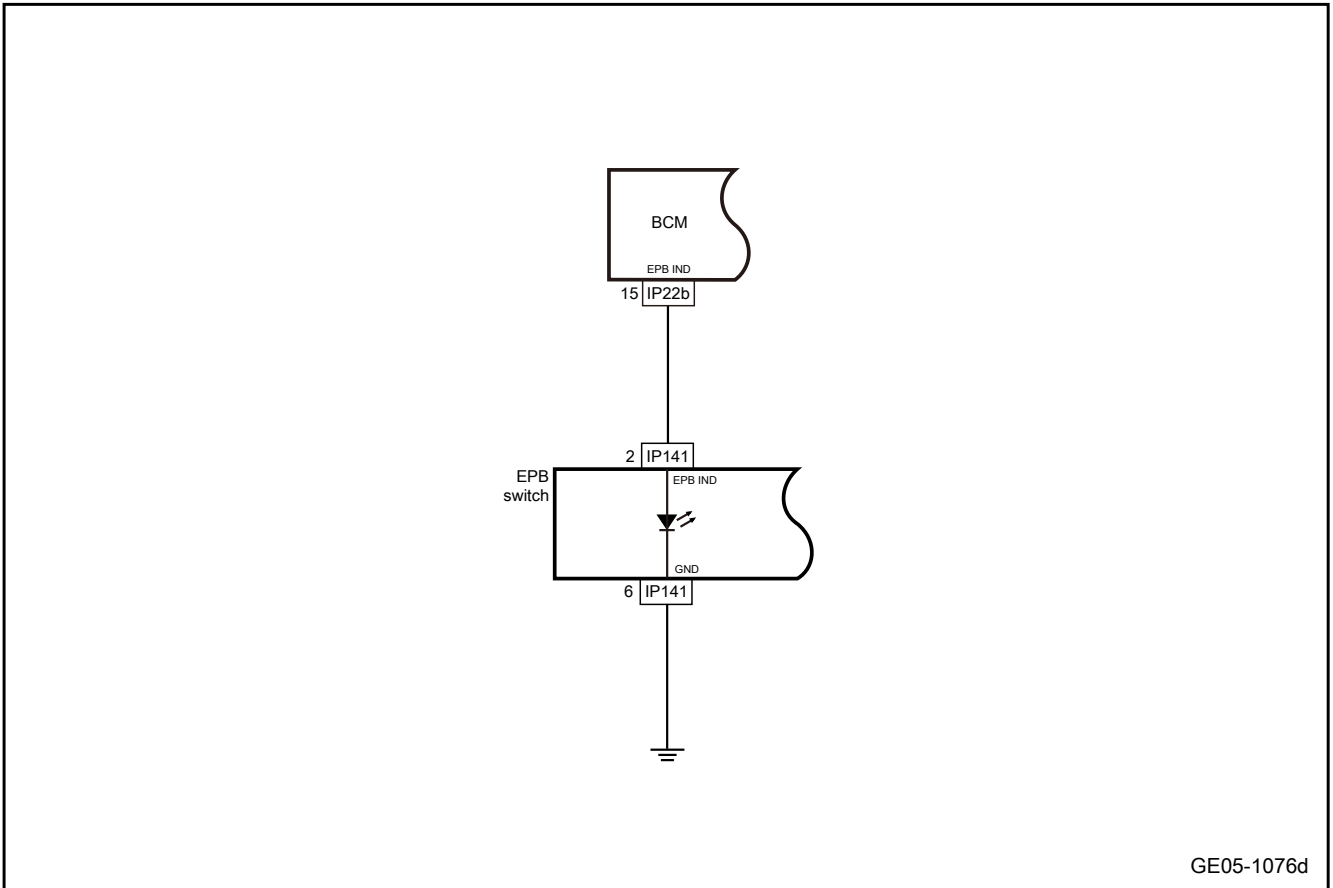 BCM
EPB IND
15 IP22b
2 IP141
EPB
switch
EPB IND
GND
6 IP141
GE05-1076d